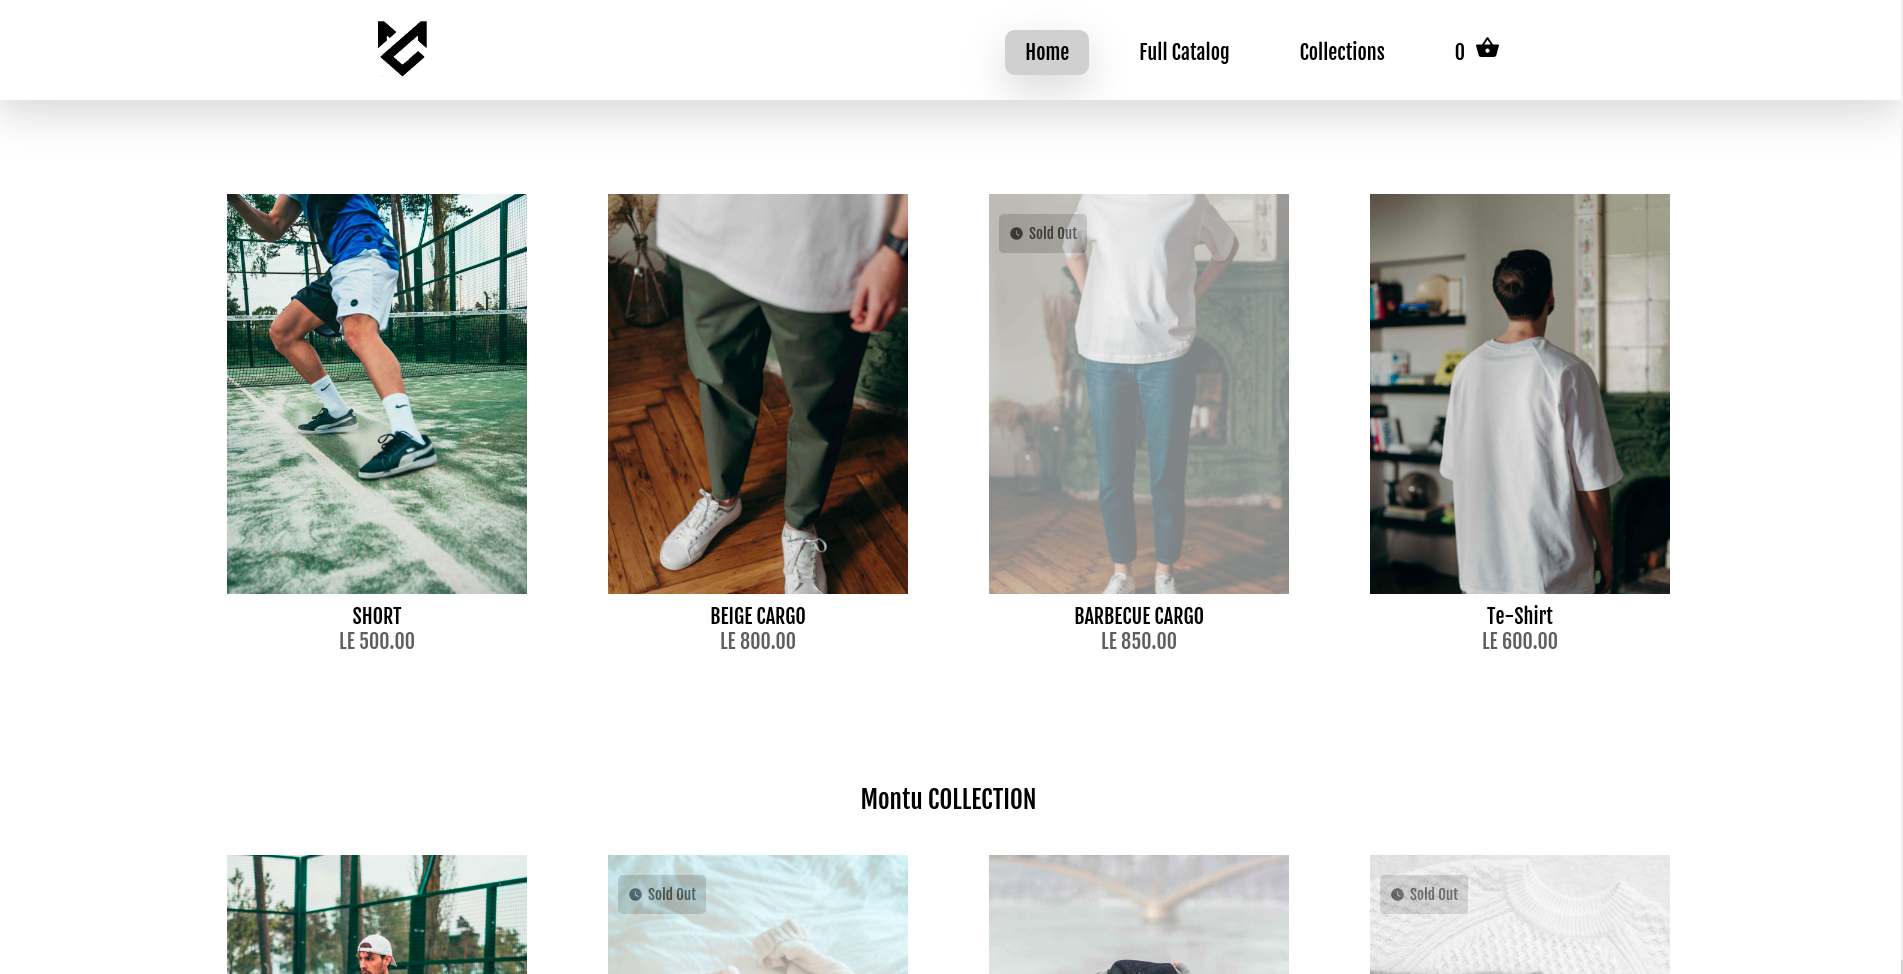 Home
Full Catalog
Collections
0
Sold Out
SHORT
LE 500.00
BEIGE CARGO
LE 800.00
BARBECUE CARGO
LE 850.00
Te-Shirt
LE 600.00
Montu COLLECTION
Sold Out
Sold Out